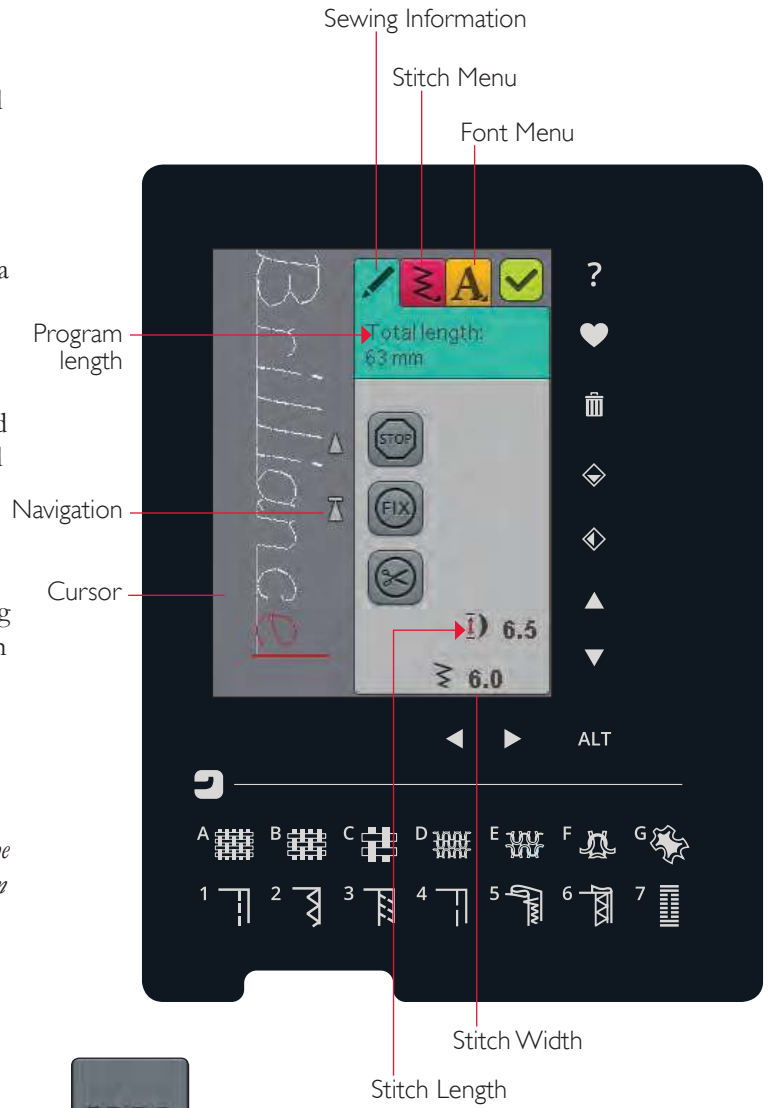 Sewing Information
Stitch Menu
Font Menu
a
Program
length
Navigation
Cursor
Brillianc
A
Total length:
63 mm
STOP
FIX
6.5
6.0
?
ALT
A B C D E F G
1 2 3 4 5 6 7
Stitch Width
Stitch Length